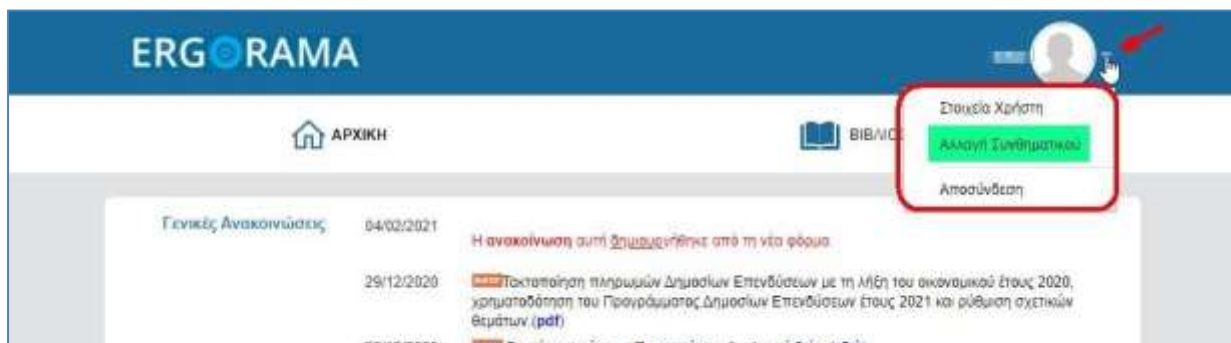 ERGORAMA
Στοιχεία Χρήστη
ΑΡΧΙΚΗ
ΒΙΒΛΙΟΘ
Αλλαγή Συνθηματικού
Αποσύνδεση
Γενικές Ανακοινώσεις 04/02/2021
Η ανακοίνωση αυτή δημιουργήθηκε από τη νέα φόρμα
29/12/2020 Τακτοποίηση πληρωμών Δημοσίων Επενδύσεων με τη λήξη του οικονομικού έτους 2020,
χρηματοδότηση του Προγράμματος Δημοσίων Επενδύσεων έτους 2021 και ρύθμιση σχετικών
θεμάτων (pdf)